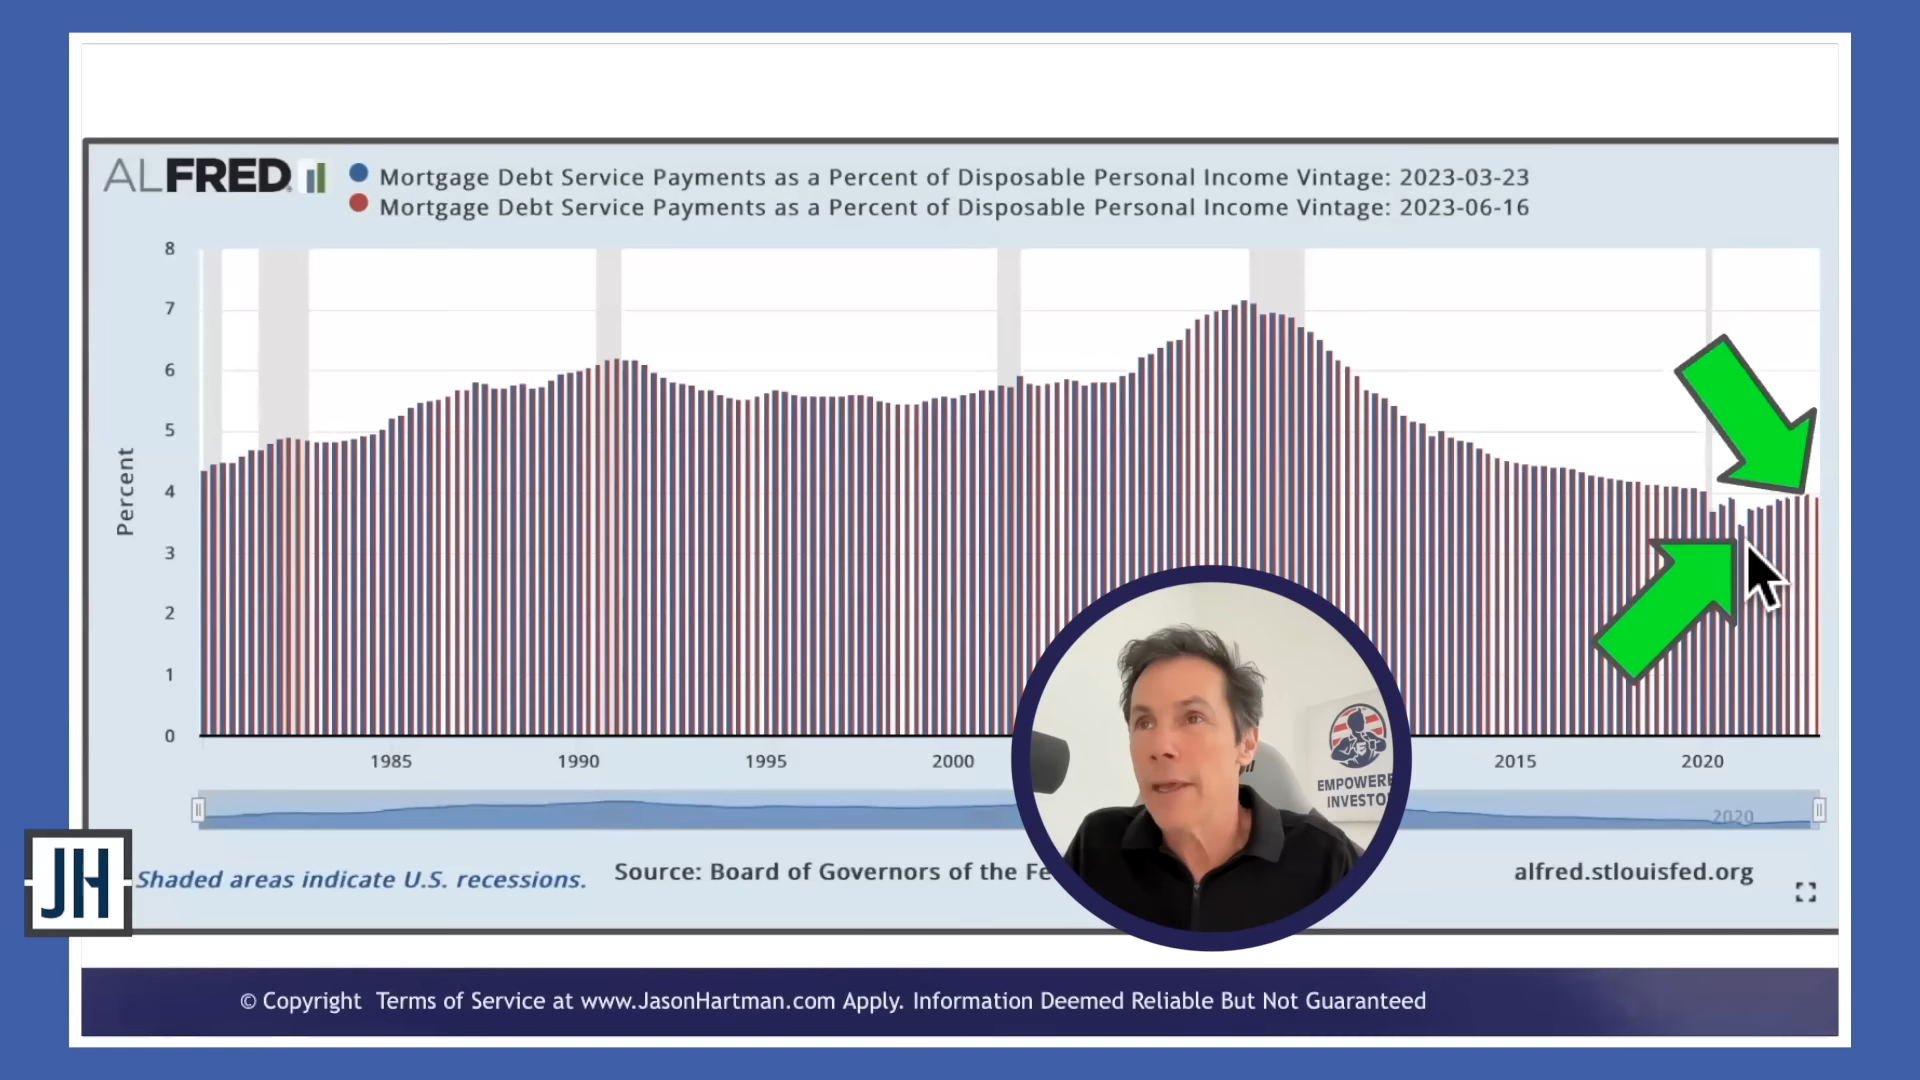 ALFRED
Mortgage Debt Service Payments as a Percent of Disposable Personal Income Vintage: 2023-03-23
Mortgage Debt Service Payments as a Percent of Disposable Personal Income Vintage: 2023-06-16
8
7
6
5
4
3
2
1
0
Percent
1985
1990
1995
2000
2015
2020
2020
EMPOWERE
INVESTO
JH
Shaded areas indicate U.S. recessions.
Source: Board of Governors of the Fe
alfred.stlouisfed.org
© Copyright Terms of Service at www.JasonHartman.com Apply. Information Deemed Reliable But Not Guaranteed